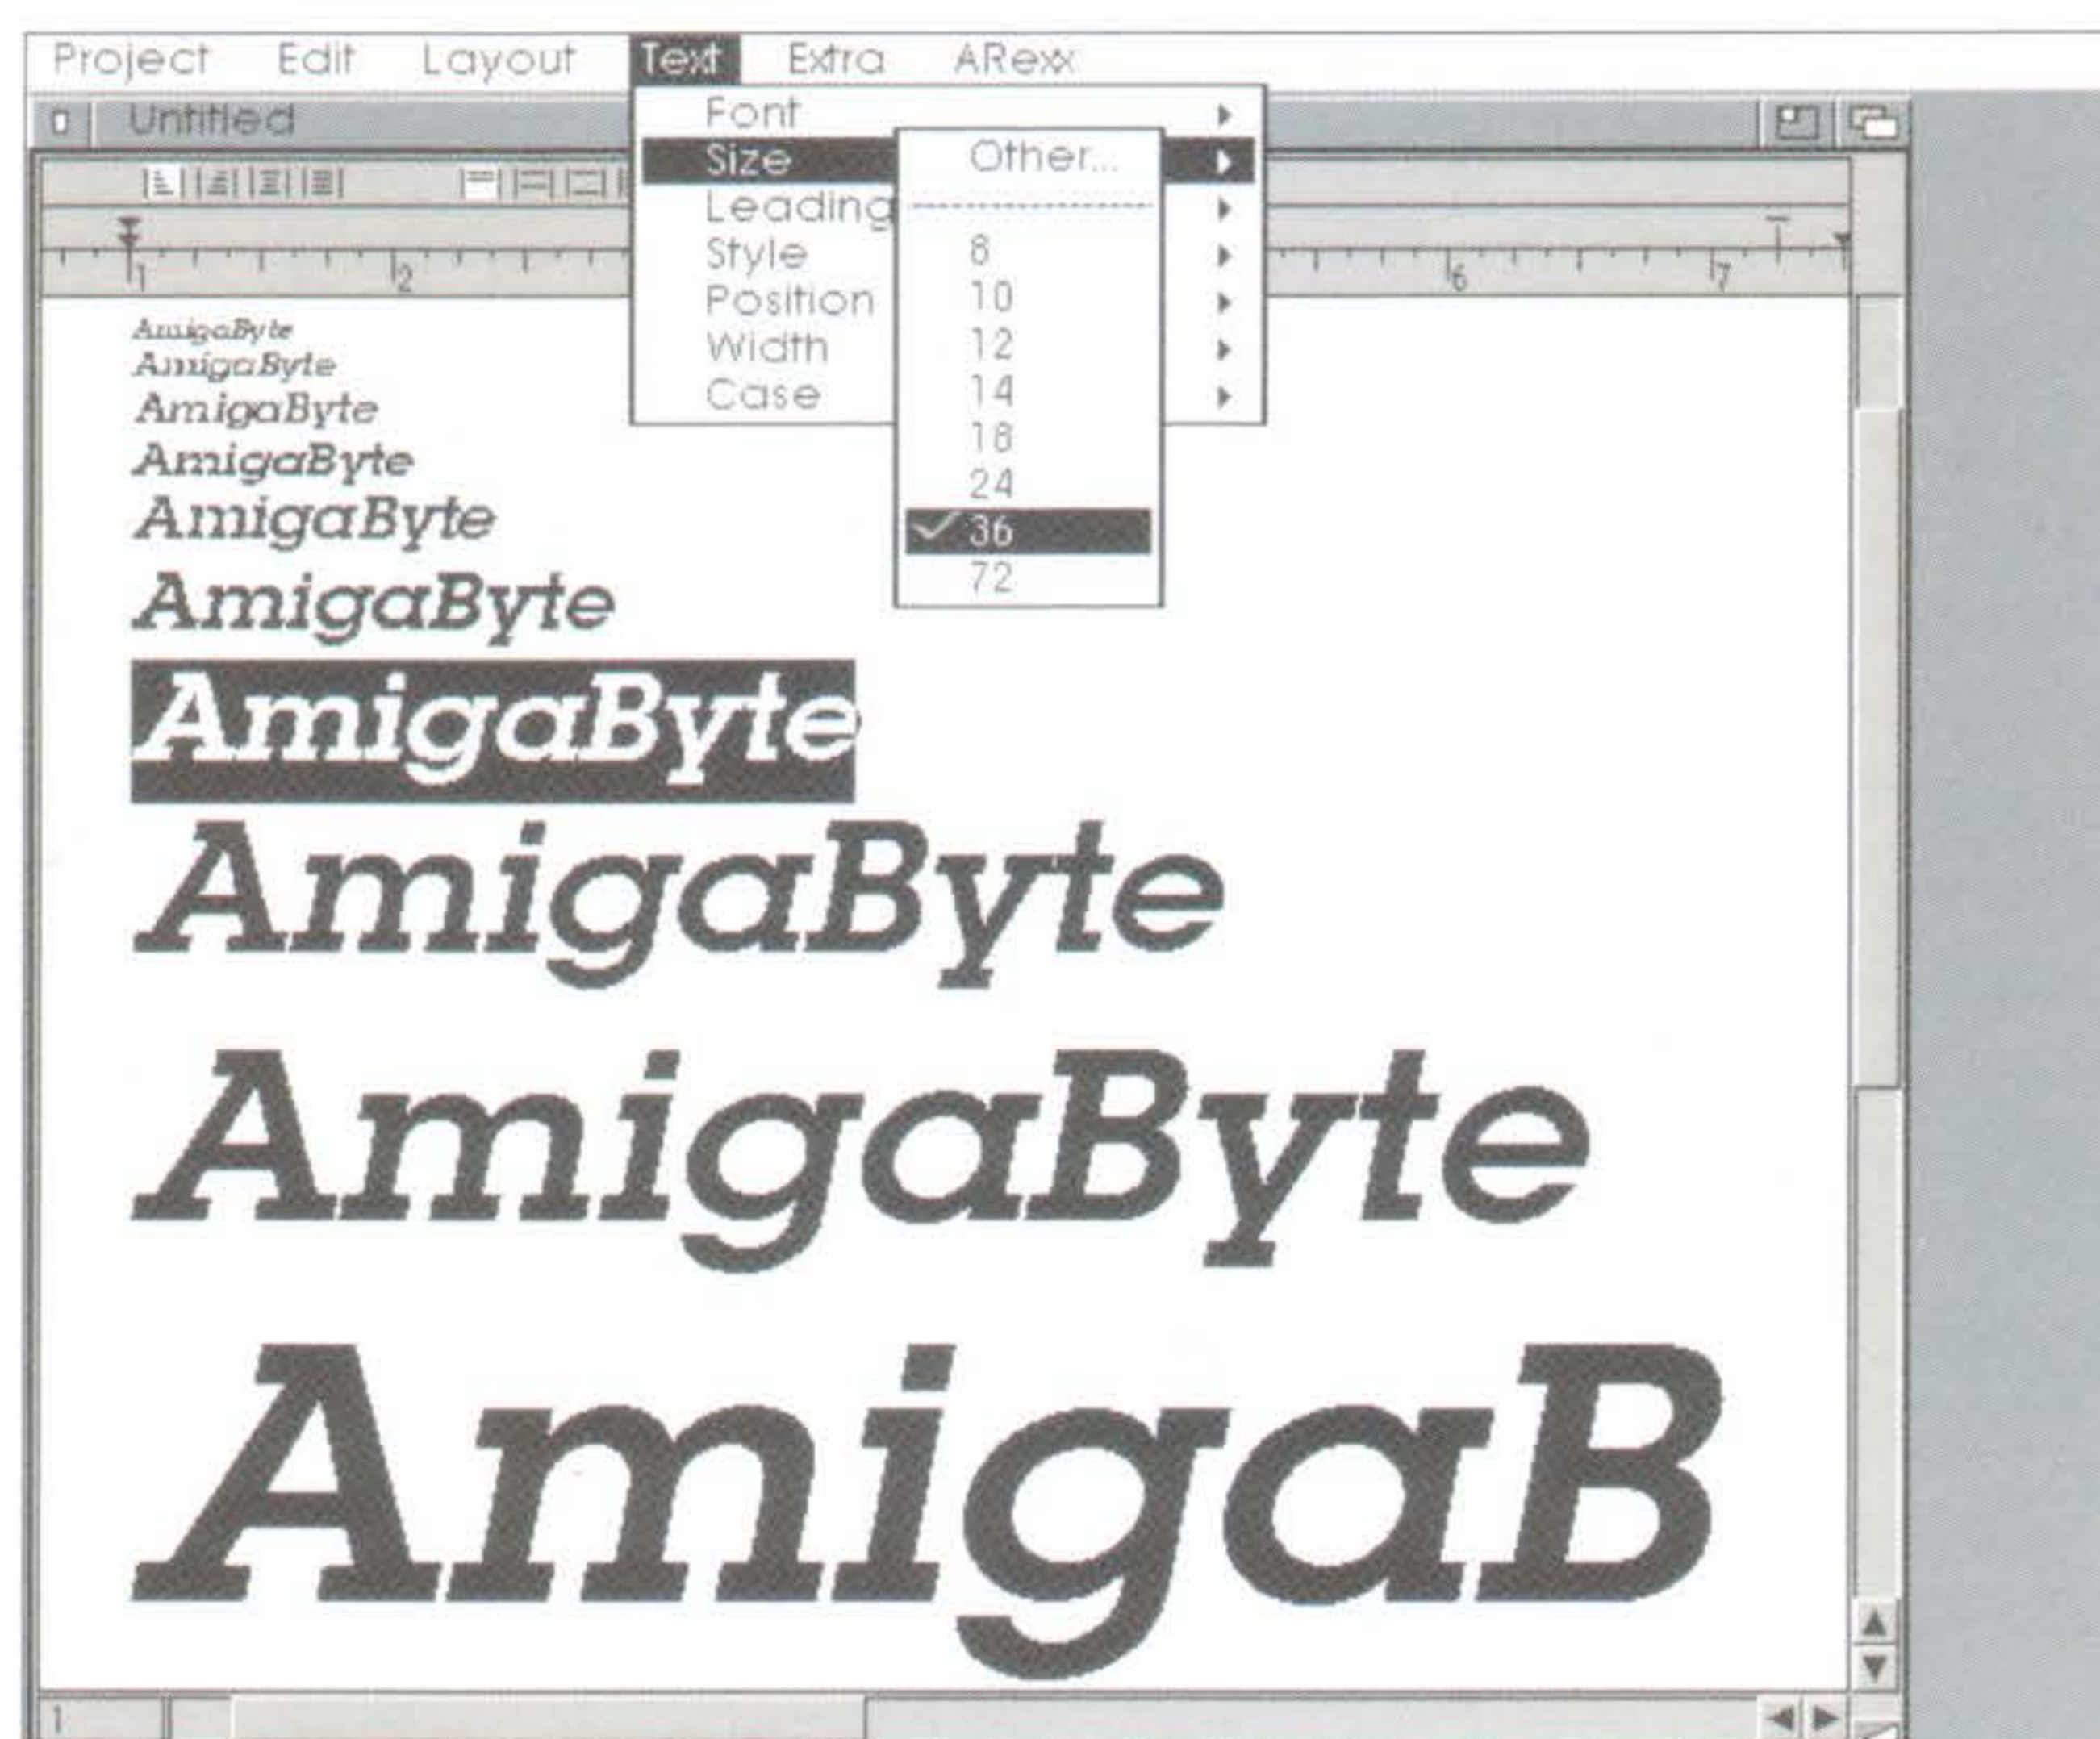 Project Edit Layout Text Extra ARexx
Untitled
Font
Size
Leading
Style
Position
Width
Case
Other...
8
10
12
14
18
24
36
72
1 2 6 7
AmigaByte
AmigaByte
AmigaByte
AmigaByte
AmigaByte
AmigaByte
AmigaByte
AmigaByte
AmigaByte
AmigaB
1